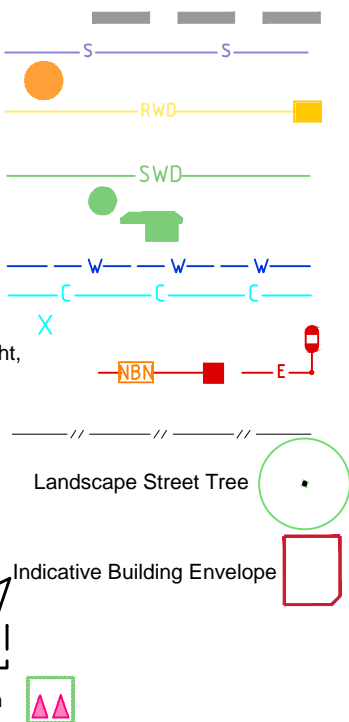 S S
RWD
SWD
W W W
C C C
X
ht,
NBN E
// // //
Landscape Street Tree
Indicative Building Envelope